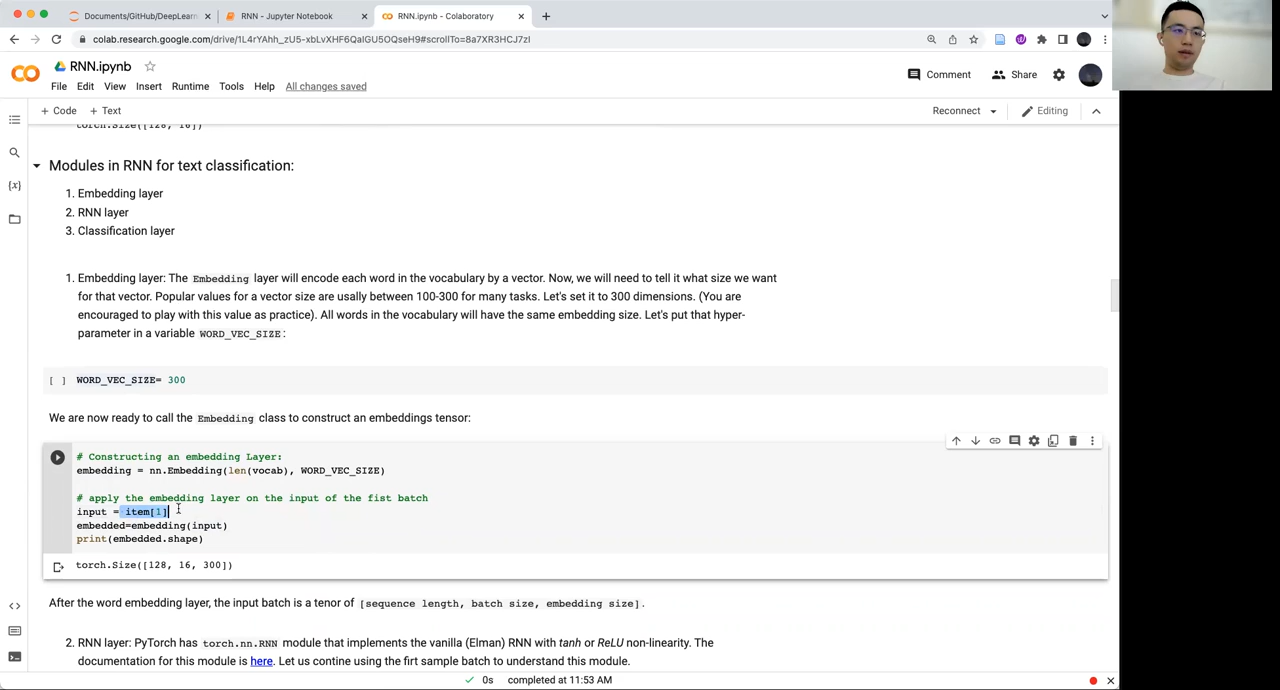 Documents/GitHub/DeepLearn
RNN - Jupyter Notebook
RNN.ipynb - Colaboratory
colab.research.google.com/drive/1L4rYAhh_zU5-xbLvXHF6QaIGU5OQseH9#scrollTo=8a7XR3HCJ7zI
RNN.ipynb
File Edit View Insert Runtime Tools Help All changes saved
Comment Share
+ Code + Text
Reconnect Editing
torch.Size([128, 16])
Modules in RNN for text classification:
1. Embedding layer
2. RNN layer
3. Classification layer
1. Embedding layer: The Embedding layer will encode each word in the vocabulary by a vector. Now, we will need to tell it what size we want
for that vector. Popular values for a vector size are usally between 100-300 for many tasks. Let's set it to 300 dimensions. (You are
encouraged to play with this value as practice). All words in the vocabulary will have the same embedding size. Let's put that hyper-
parameter in a variable WORD_VEC_SIZE:
[ ] WORD_VEC_SIZE= 300
We are now ready to call the Embedding class to construct an embeddings tensor:
# Constructing an embedding Layer:
embedding = nn.Embedding(len(vocab), WORD_VEC_SIZE)
# apply the embedding layer on the input of the fist batch
input = item[1]
embedded=embedding(input)
print(embedded.shape)
torch.Size([128, 16, 300])
After the word embedding layer, the input batch is a tenor of [sequence length, batch size, embedding size].
2. RNN layer: PyTorch has torch.nn.RNN module that implements the vanilla (Elman) RNN with tanh or ReLU non-linearity. The
documentation for this module is here. Let us contine using the firt sample batch to understand this module.
0s completed at 11:53 AM